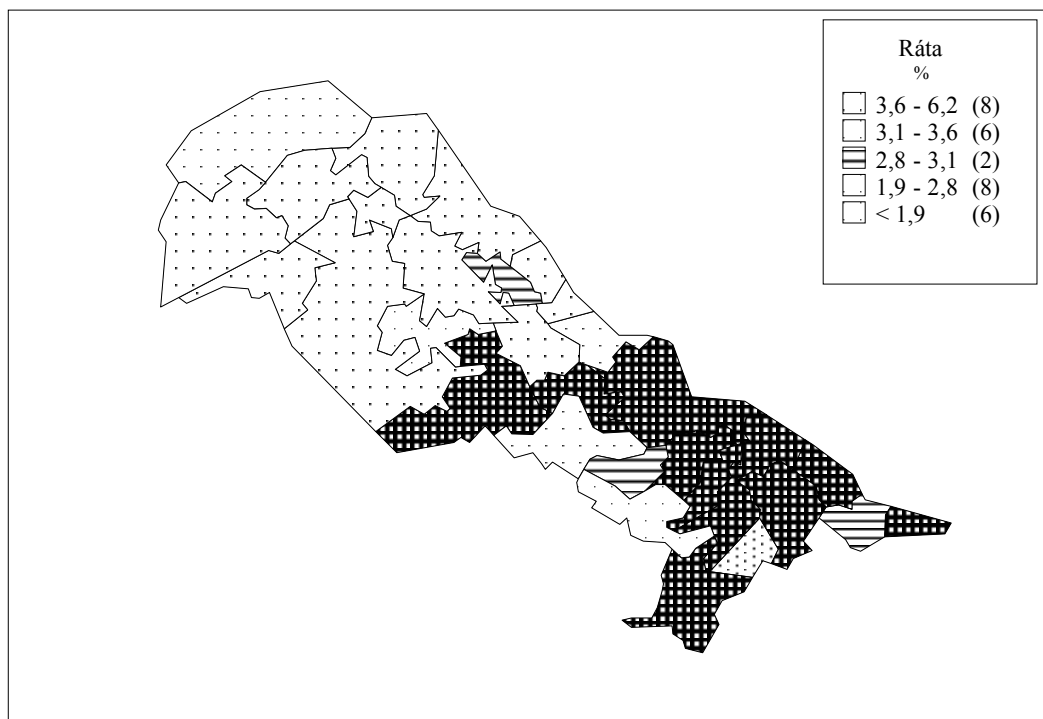 Ráta
%
3,6 - 6,2 (8)
3,1 - 3,6 (6)
2,8 - 3,1 (2)
1,9 - 2,8 (8)
< 1,9 (6)